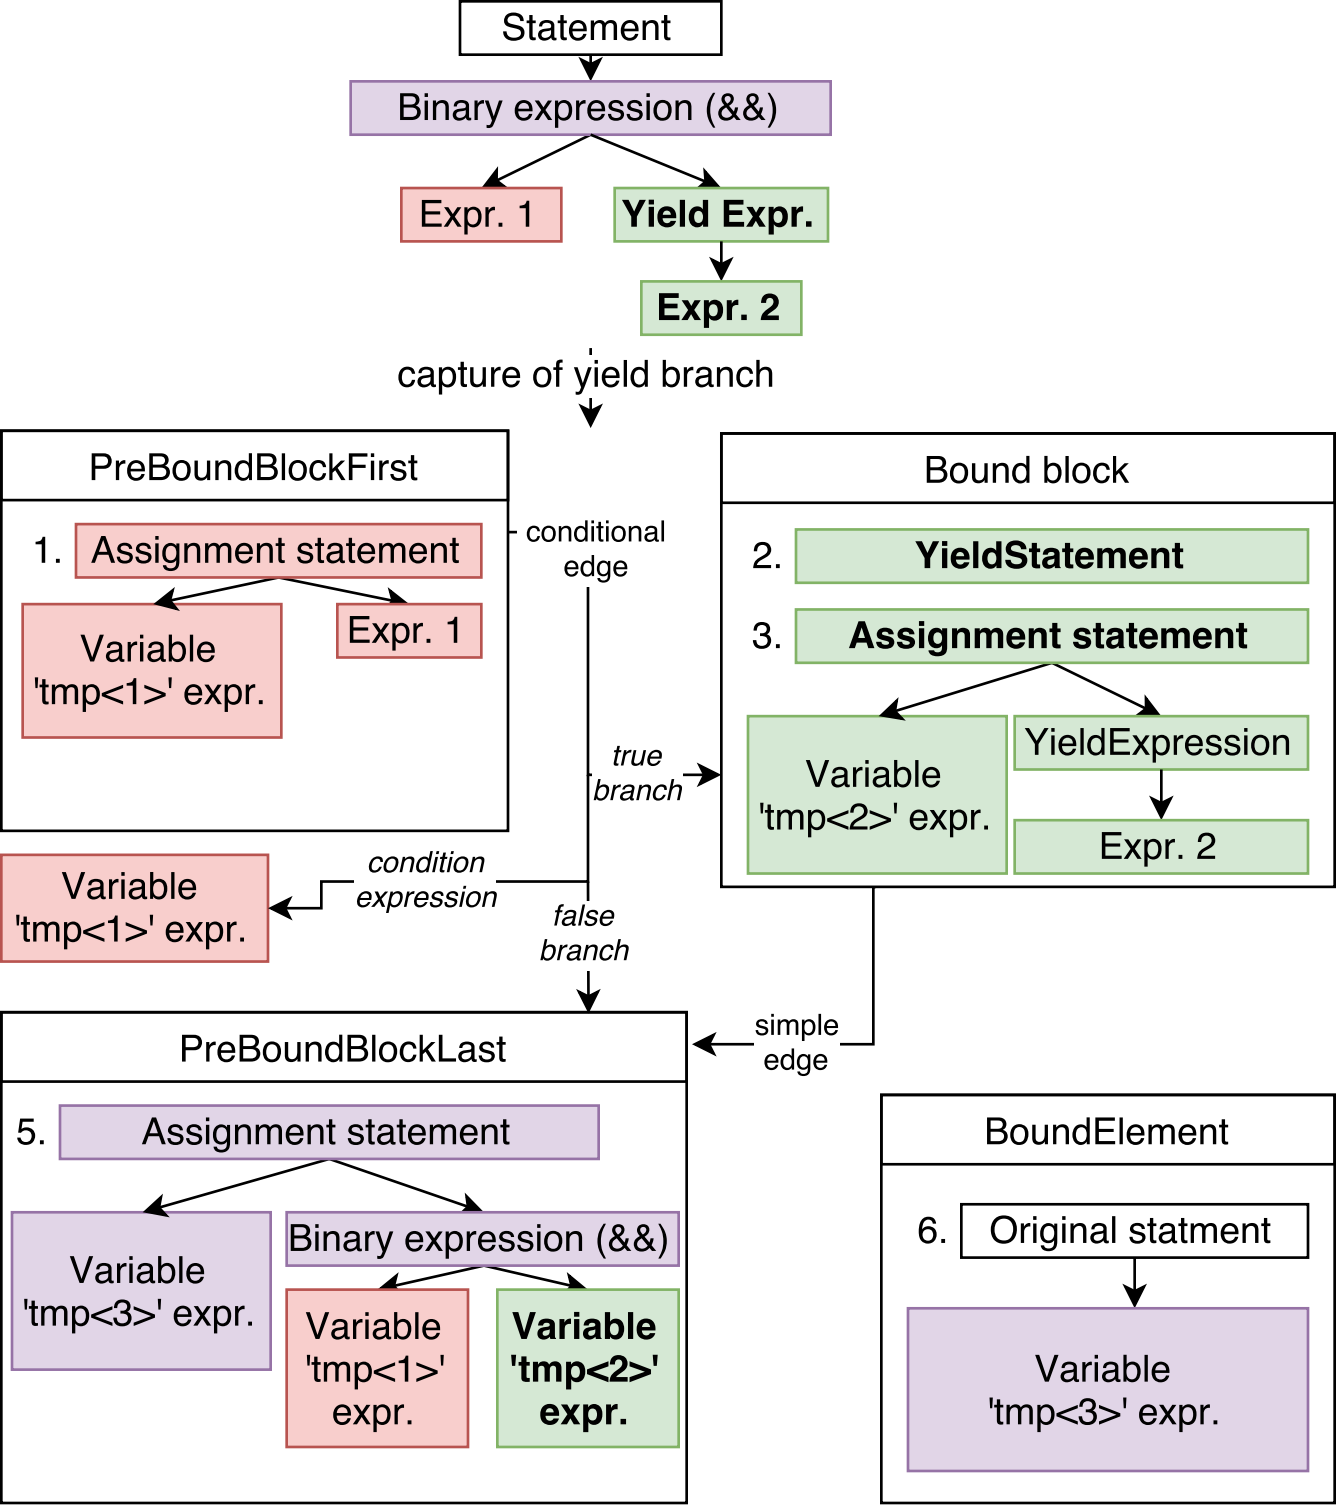 Statement
Binary expression (&&)
Expr. 1
Yield Expr.
Expr. 2
capture of yield branch
PreBoundBlockFirst
1. Assignment statement
Variable
'tmp<1>' expr.
Expr. 1
conditional
edge
Bound block
2. YieldStatement
3. Assignment statement
Variable
'tmp<2>' expr.
YieldExpression
Expr. 2
true
branch
condition
expression
Variable
'tmp<1>' expr.
false
branch
simple
edge
PreBoundBlockLast
5. Assignment statement
Variable
'tmp<3>' expr.
Binary expression (&&)
Variable
'tmp<1>'
expr.
Variable
'tmp<2>'
expr.
BoundElement
6. Original statment
Variable
'tmp<3>' expr.